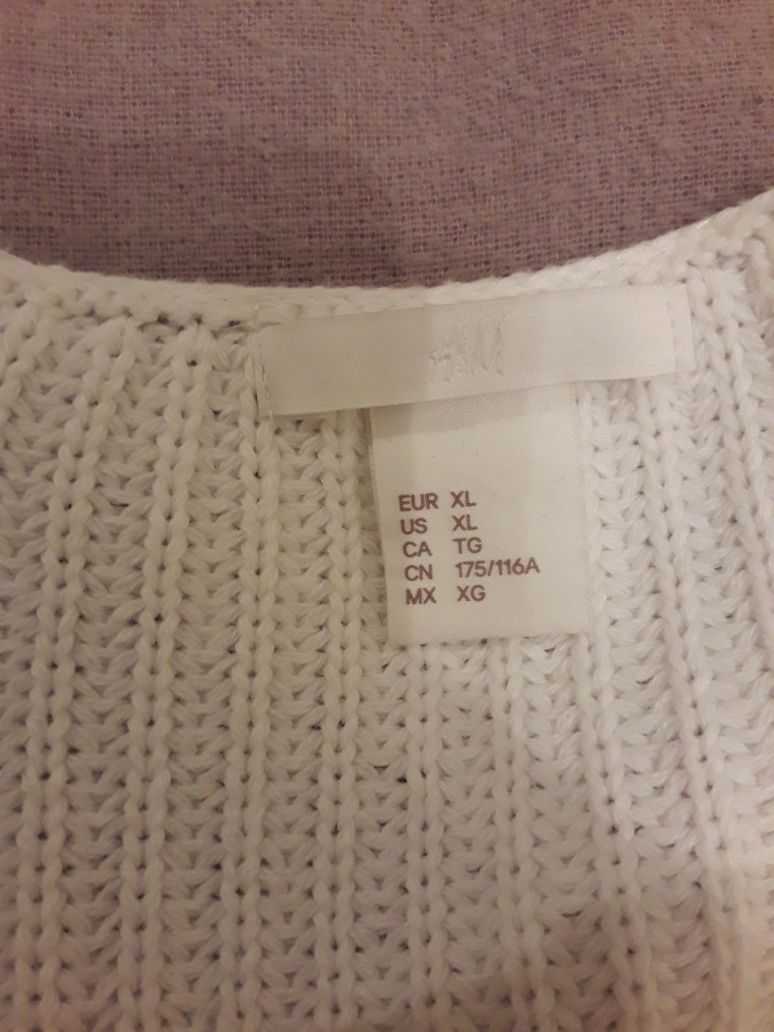 H&M
EUR XL
US XL
CA TG
CN 175/116A
MX XG